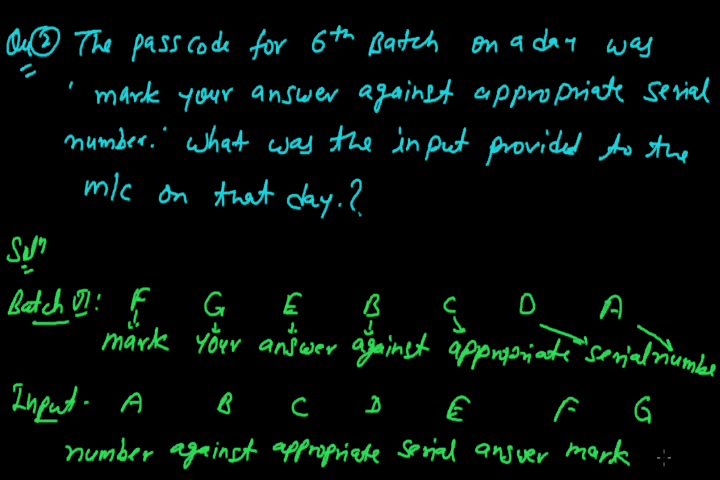 Qu② The passcode for 6th Batch on a day was
' mark your answer against appropriate serial
number.' what was the input provided to the
m/c on that day.?
Solⁿ
Batch VI: F G E B C D A
mark your answer against appropriate serial numbe
Input - A B C D E F G
number against appropriate serial answer mark